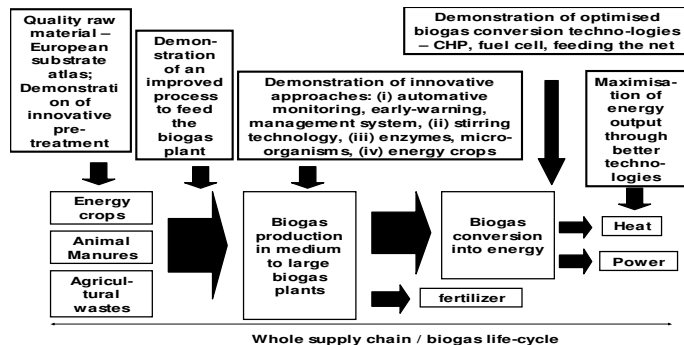 Quality raw
material –
European
substrate
atlas;
Demonstrati
on of
innovative
pre-
treatment
Demon-
stration
of an
improved
process to
feed the
biogas
plant
Demonstration of innovative
approaches: (i) automative
monitoring, early-warning,
management system, (ii) stirring
technology, (iii) enzymes, micro-
organisms, (iv) energy crops
Demonstration of optimised
biogas conversion techno-logies
– CHP, fuel cell, feeding the net
Maximisa
tion of
energy
output
through
better
techno-
logies
Energy
crops
Animal
Manures
Agricul-
tural
wastes
Biogas
production
in medium
to large
biogas
plants
Biogas
conversion
into energy
Heat
Power
fertilizer
Whole supply chain / biogas life-cycle